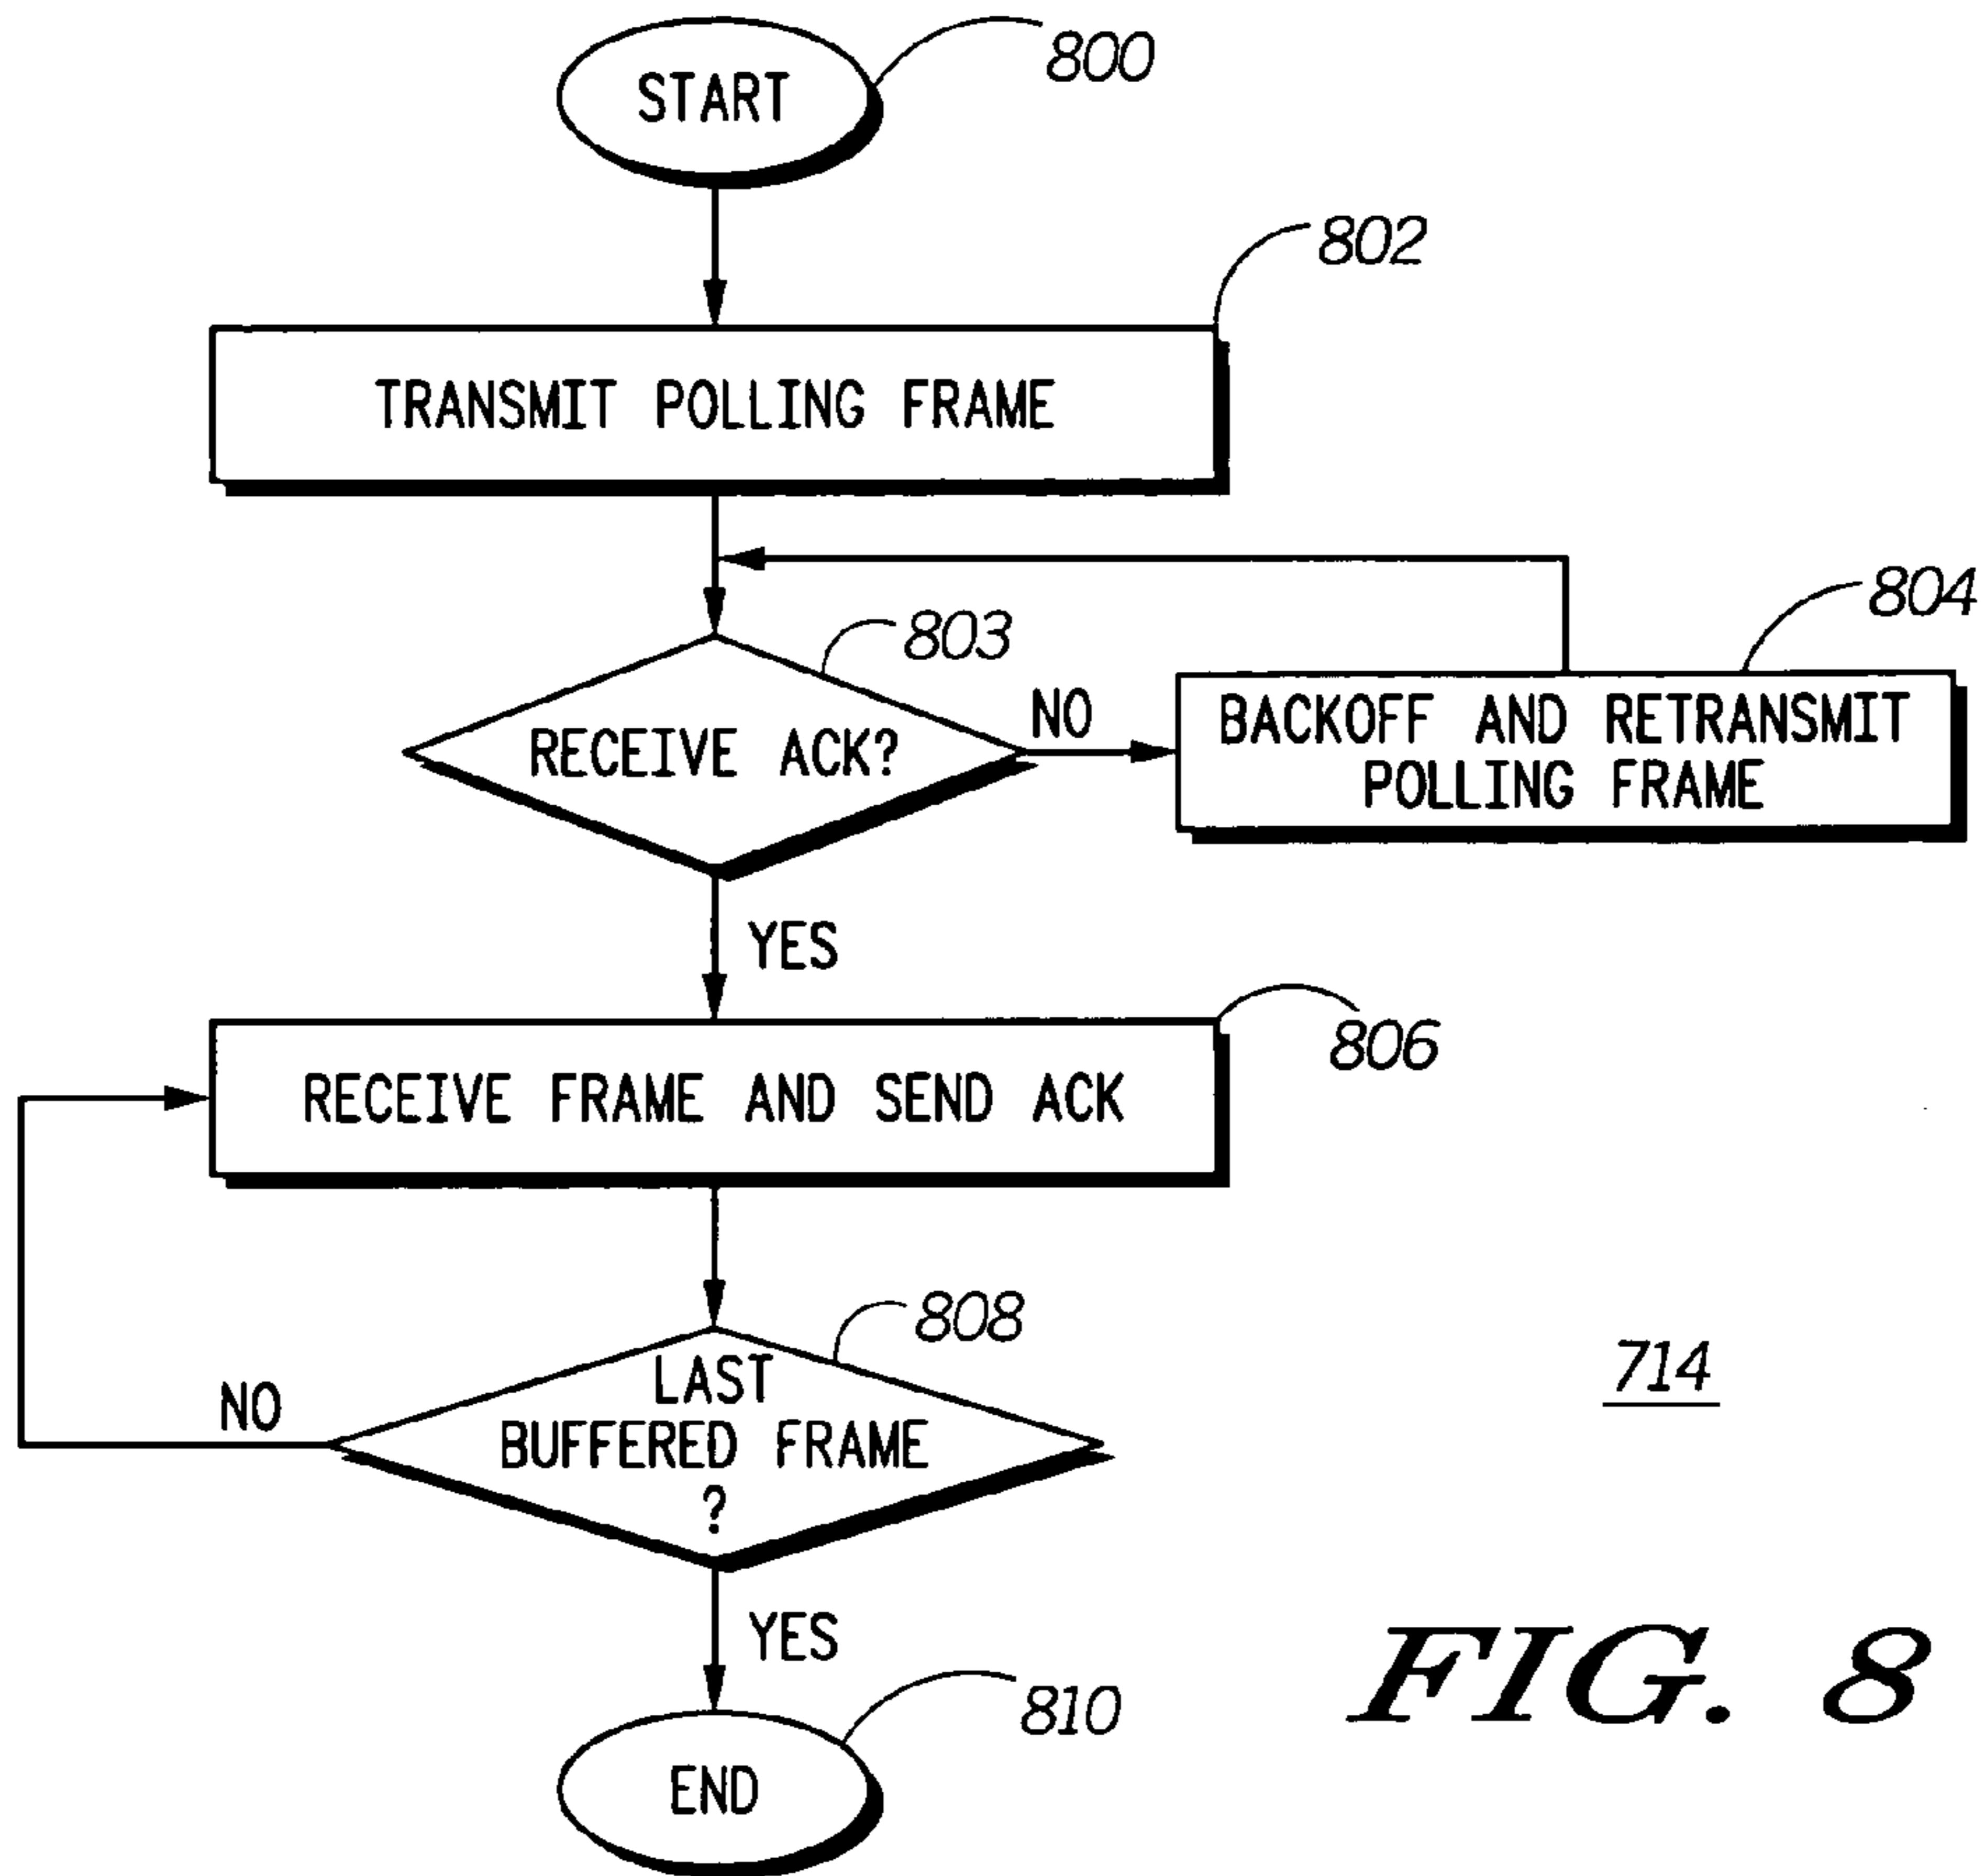 START
800
802
TRANSMIT POLLING FRAME
803
804
RECEIVE ACK?
NO
BACKOFF AND RETRANSMIT
POLLING FRAME
YES
806
RECEIVE FRAME AND SEND ACK
808
LAST
BUFFERED FRAME
?
NO
714
YES
810
END
FIG. 8